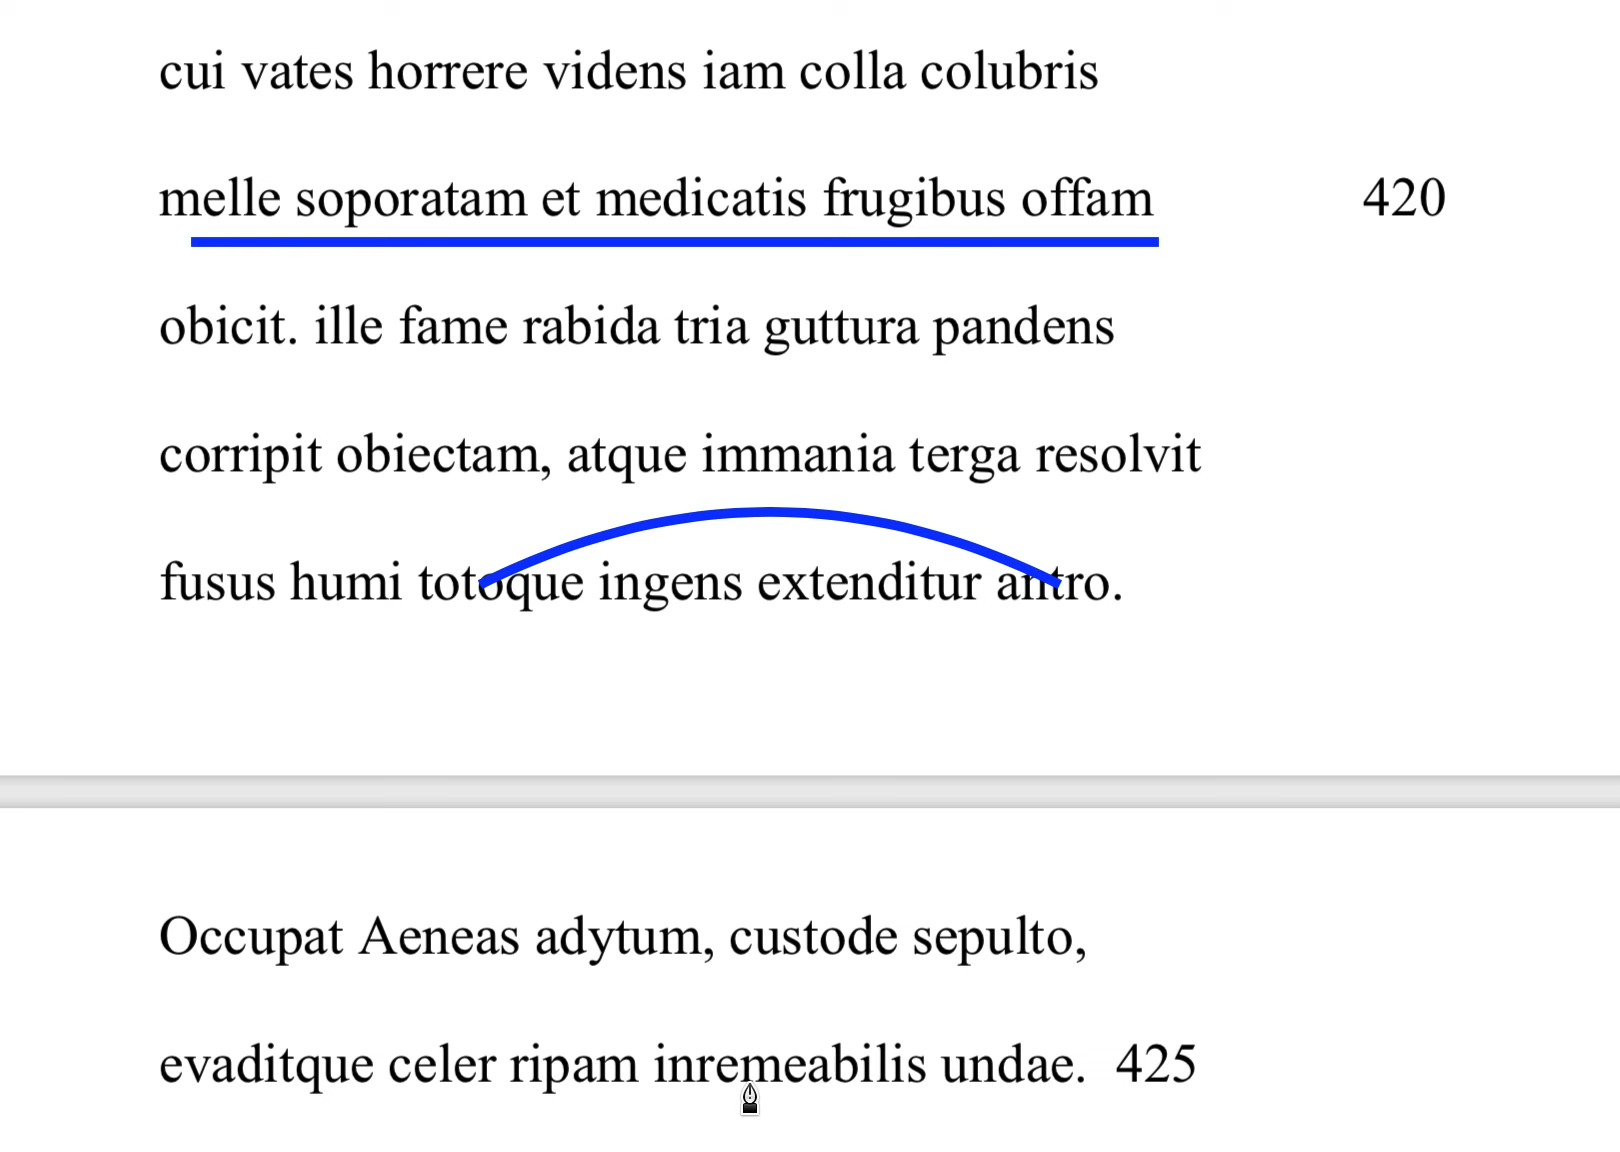 cui vates horrere videns iam colla colubris
melle soporatam et medicatis frugibus offam 420
obicit. ille fame rabida tria guttura pandens
corripit obiectam, atque immania terga resolvit
fusus humi totoque ingens extenditur antro.
Occupat Aeneas adytum, custode sepulto,
evaditque celer ripam inremeabilis undae. 425